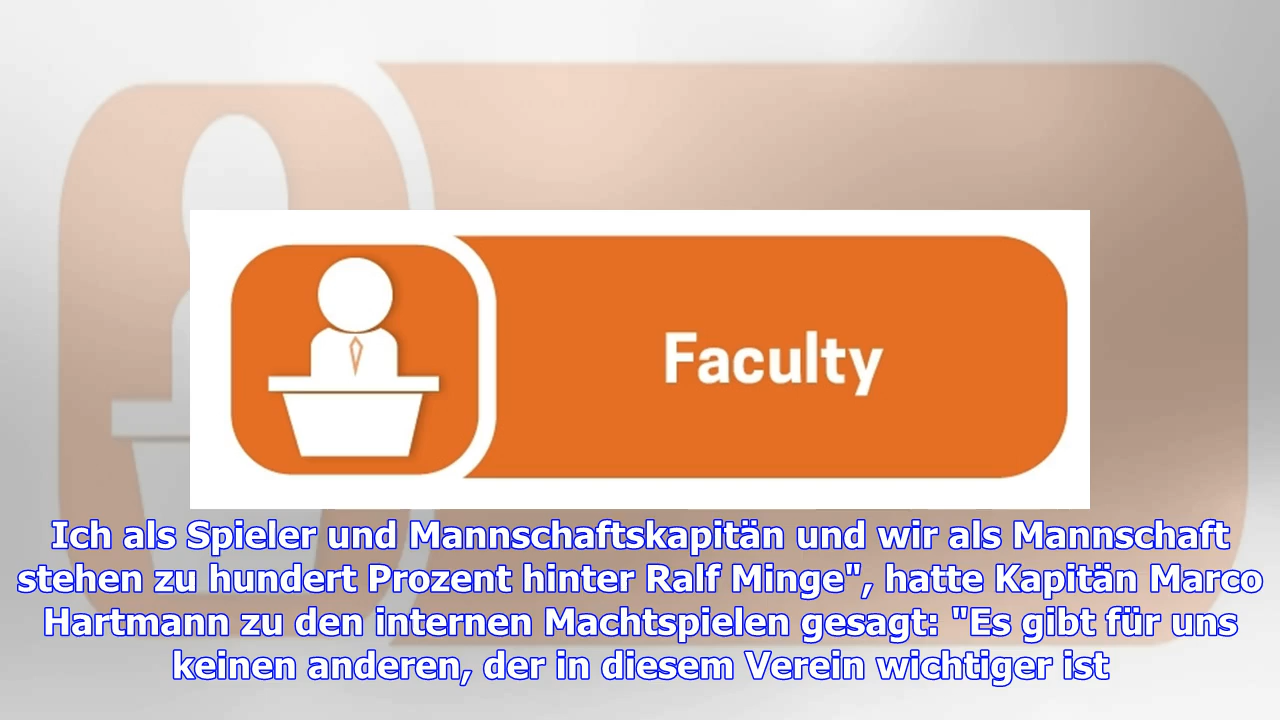 Faculty
Ich als Spieler und Mannschaftskapitän und wir als Mannschaft
stehen zu hundert Prozent hinter Ralf Minge", hatte Kapitän Marco
Hartmann zu den internen Machtspielen gesagt: "Es gibt für uns
keinen anderen, der in diesem Verein wichtiger ist